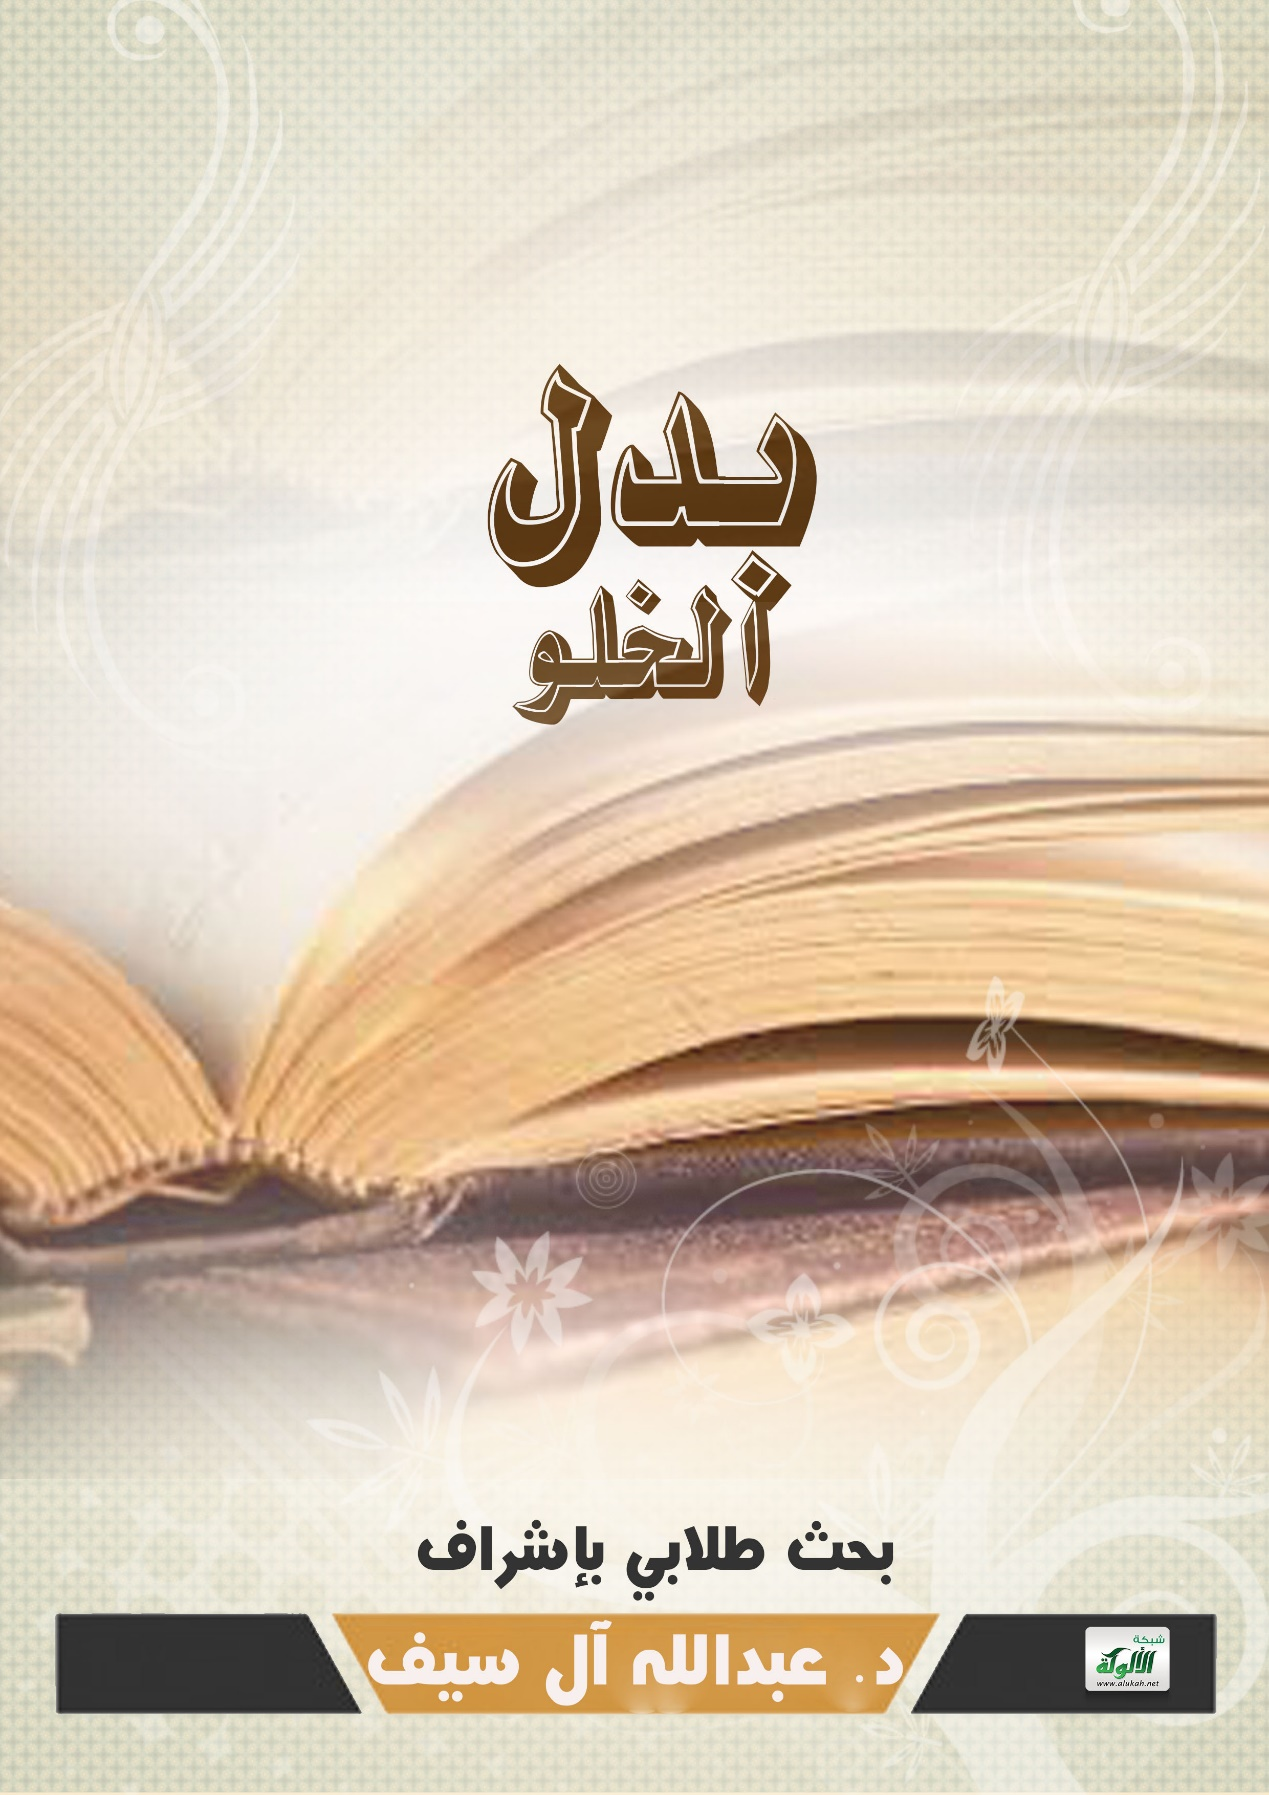 بدل
الخلو
بحث طلابي بإشراف
د. عبدالله آل سيف
شبكة
الألوكة
www.alukah.net